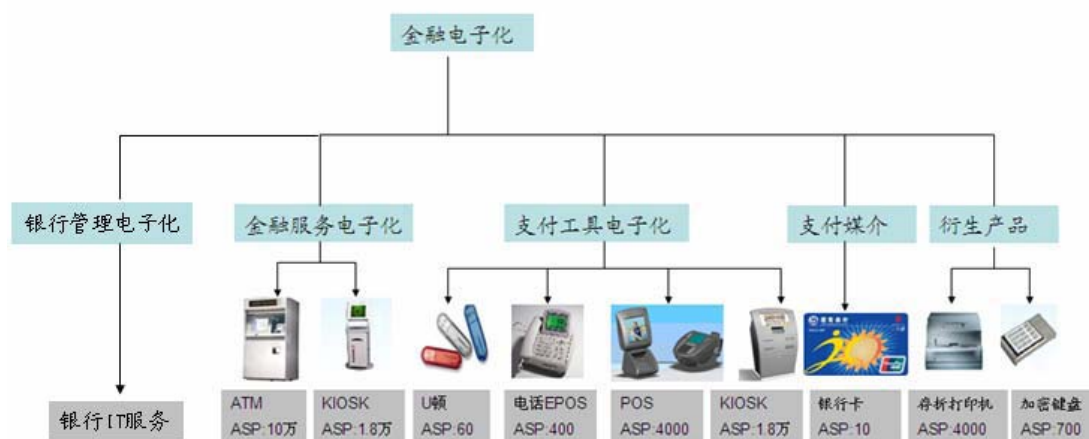 金融电子化
银行管理电子化
金融服务电子化
支付工具电子化
支付媒介
衍生产品
银行IT服务
ATM
ASP:10万
KIOSK
ASP:1.8万
U顿
ASP:60
电话EPOS
ASP:400
POS
ASP:4000
KIOSK
ASP:1.8万
银行卡
ASP:10
存折打印机
ASP:4000
加密键盘
ASP:700